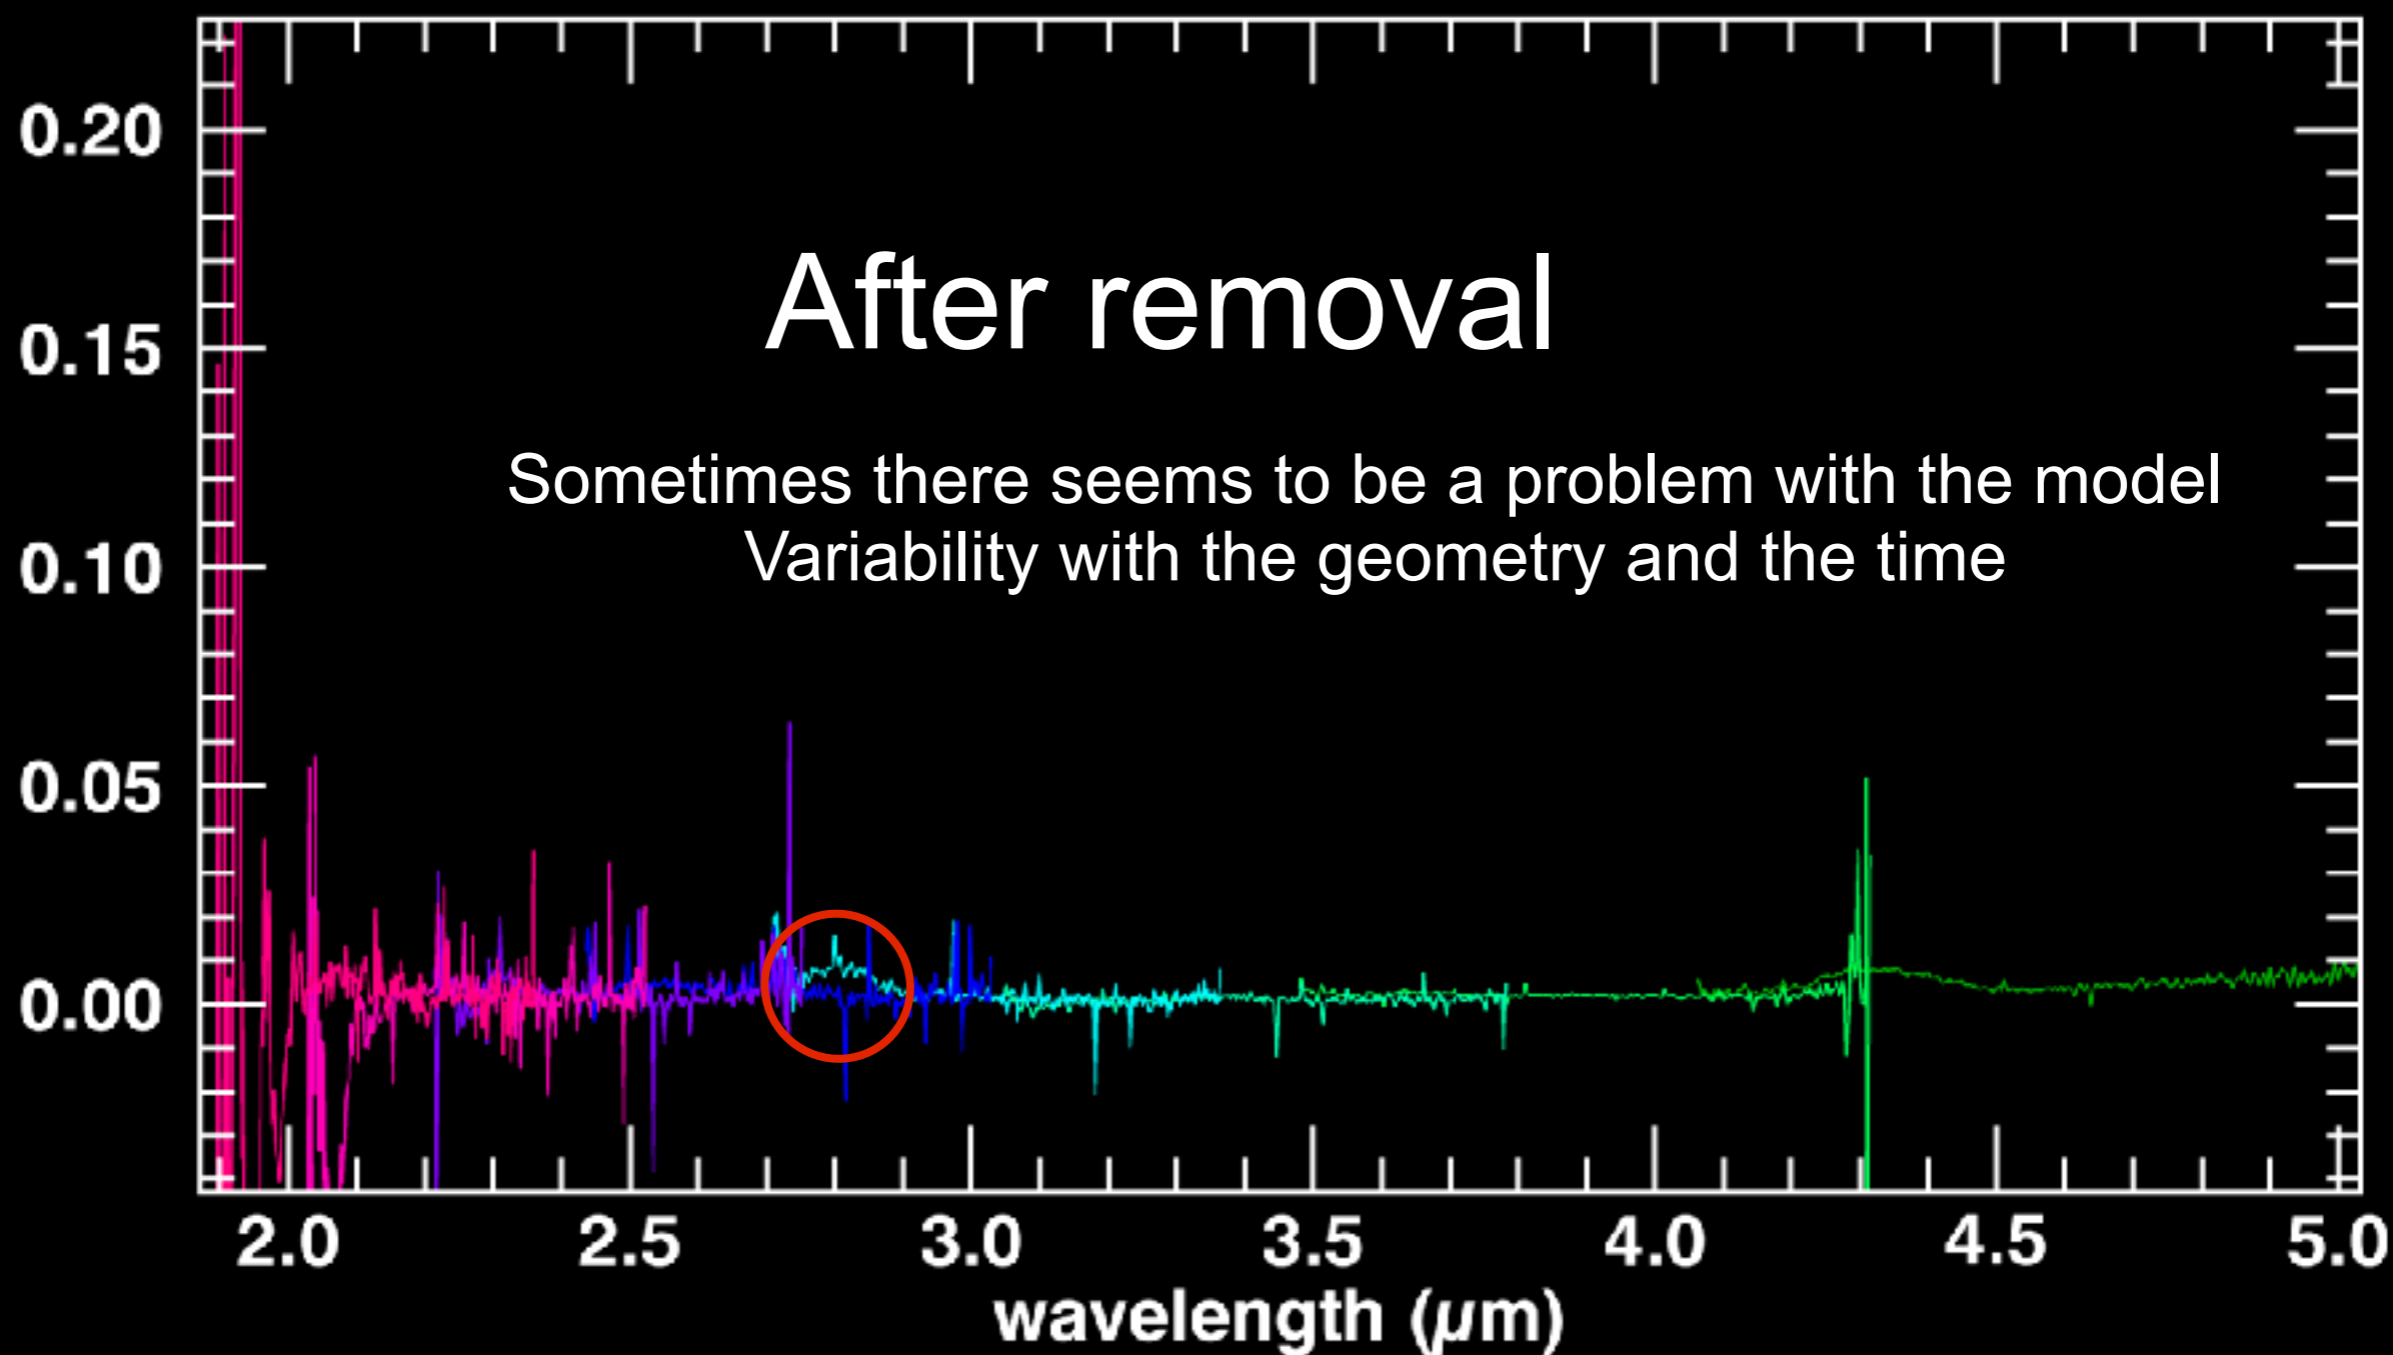 0.20
After removal
0.15
Sometimes there seems to be a problem with the model
Variability with the geometry and the time
0.10
0.05
0.00
2.0 2.5 3.0 3.5 4.0 4.5 5.0
wavelength (µm)